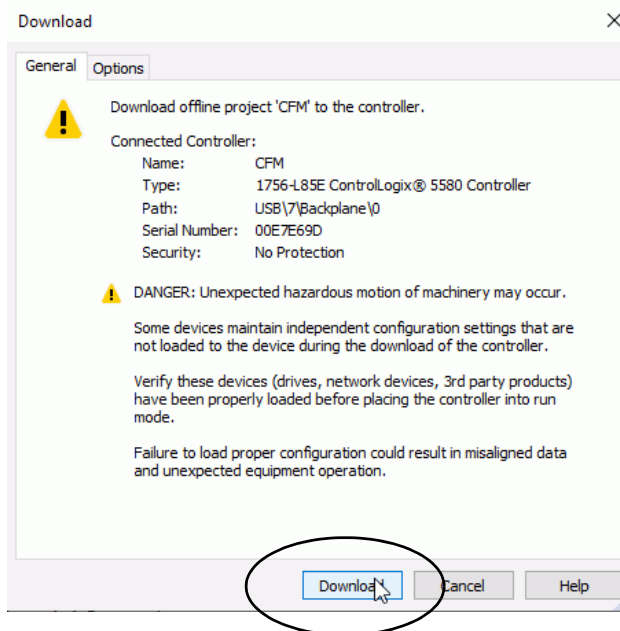 Download
General Options
Download offline project 'CFM' to the controller.
Connected Controller:
Name: CFM
Type: 1756-L85E ControlLogix® 5580 Controller
Path: USB\7\Backplane\0
Serial Number: 00E7E69D
Security: No Protection
DANGER: Unexpected hazardous motion of machinery may occur.
Some devices maintain independent configuration settings that are
not loaded to the device during the download of the controller.
Verify these devices (drives, network devices, 3rd party products)
have been properly loaded before placing the controller into run
mode.
Failure to load proper configuration could result in misaligned data
and unexpected equipment operation.
Download Cancel Help